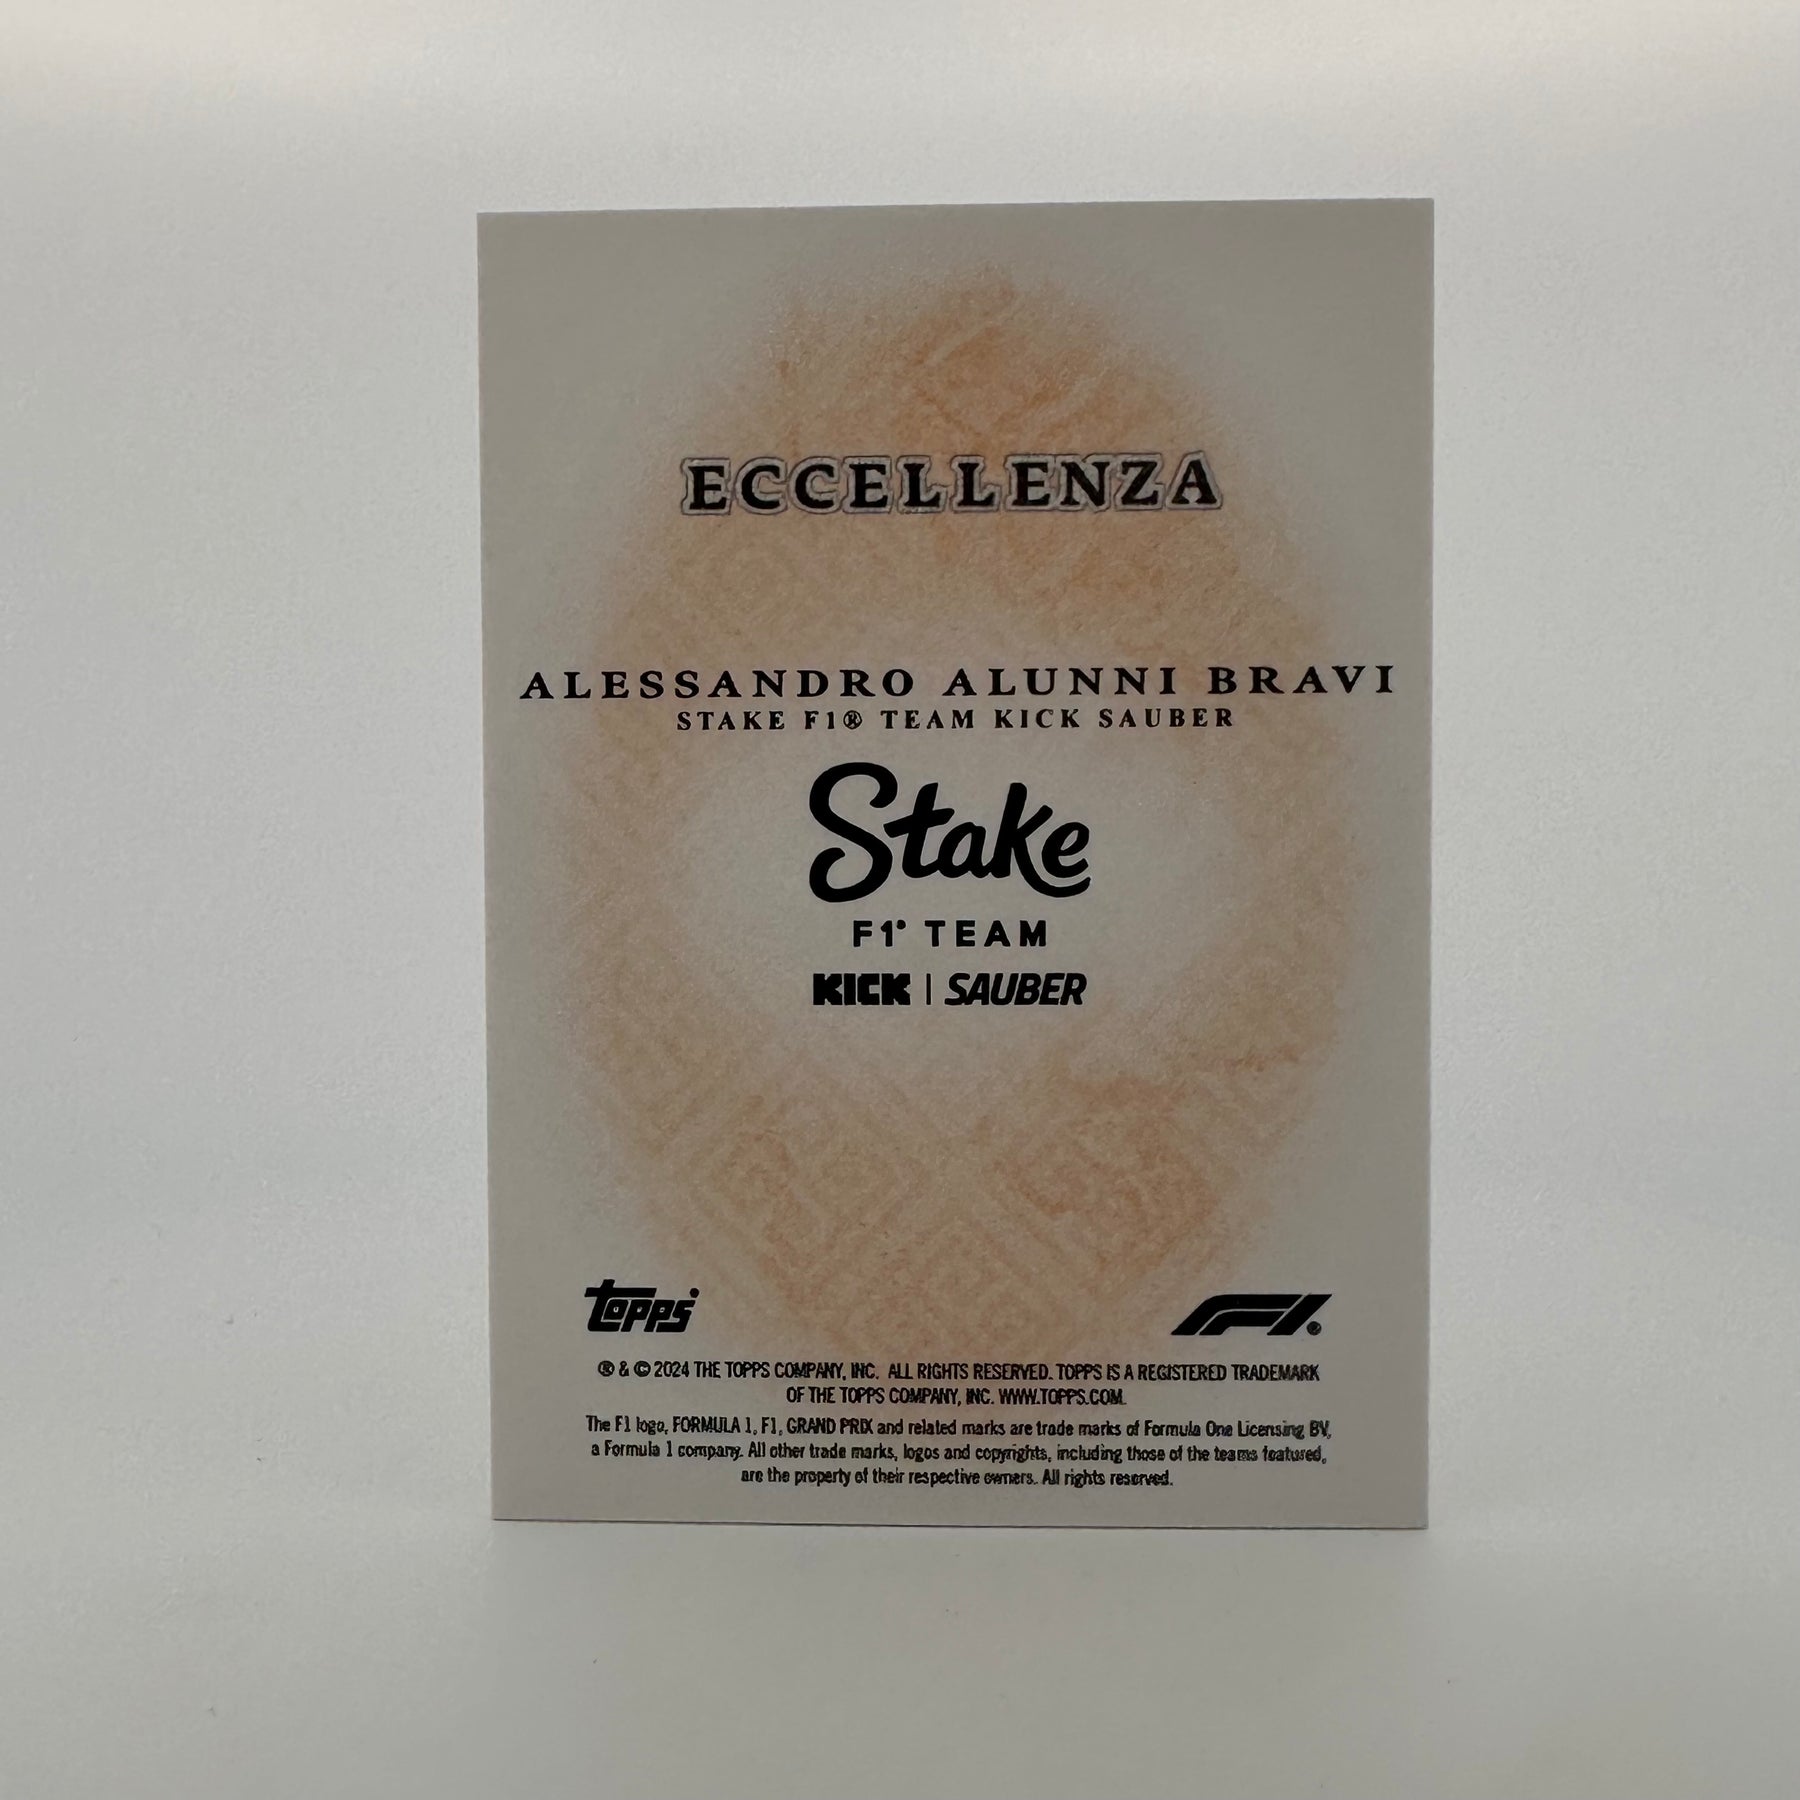 ECCELLENZA
ALESSANDRO ALUNNI BRAVI
STAKE F1® TEAM KICK SAUBER
Stake
F1® TEAM
KICK | SAUBER
topps
F1
® & © 2024 THE TOPPS COMPANY, INC. ALL RIGHTS RESERVED. TOPPS IS A REGISTERED TRADEMARK
OF THE TOPPS COMPANY, INC. WWW.TOPPS.COM.
The F1 logo, FORMULA 1, F1, GRAND PRIX and related marks are trade marks of Formula One Licensing BV,
a Formula 1 company. All other trade marks, logos and copyrights, including those of the teams featured,
are the property of their respective owners. All rights reserved.